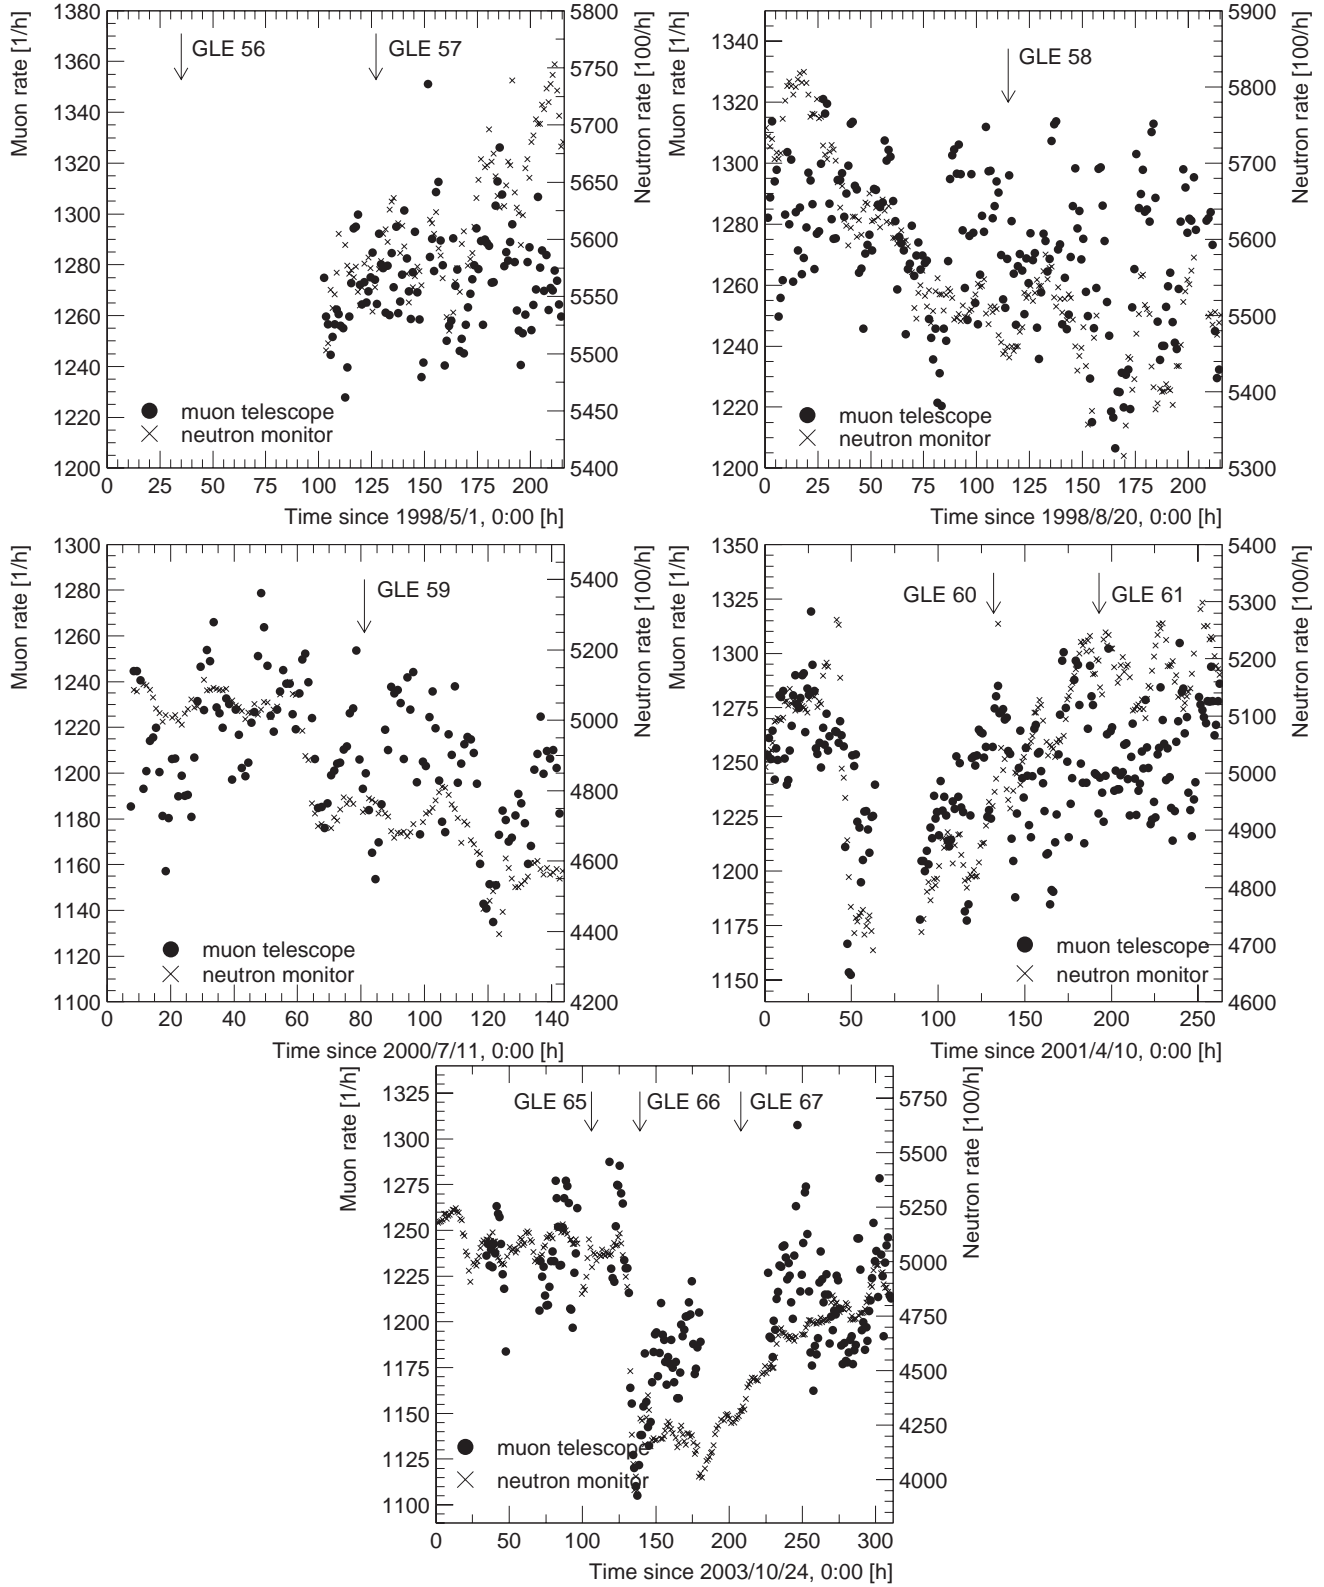 Muon rate [1/h]
1380
1360
1340
1320
1300
1280
1260
1240
1220
1200
GLE 56
GLE 57
muon telescope
neutron monitor
5800
5750
5700
5650
5600
5550
5500
5450
5400
Neutron rate [100/h]
0 25 50 75 100 125 150 175 200
Time since 1998/5/1, 0:00 [h]
Muon rate [1/h]
1340
1320
1300
1280
1260
1240
1220
1200
GLE 58
muon telescope
neutron monitor
5900
5800
5700
5600
5500
5400
5300
Neutron rate [100/h]
0 25 50 75 100 125 150 175 200
Time since 1998/8/20, 0:00 [h]
Muon rate [1/h]
1300
1280
1260
1240
1220
1200
1180
1160
1140
1120
1100
GLE 59
muon telescope
neutron monitor
5400
5200
5000
4800
4600
4400
4200
Neutron rate [100/h]
0 20 40 60 80 100 120 140
Time since 2000/7/11, 0:00 [h]
Muon rate [1/h]
1350
1325
1300
1275
1250
1225
1200
1175
1150
GLE 60
GLE 61
muon telescope
neutron monitor
5400
5300
5200
5100
5000
4900
4800
4700
4600
Neutron rate [100/h]
0 50 100 150 200 250
Time since 2001/4/10, 0:00 [h]
Muon rate [1/h]
1325
1300
1275
1250
1225
1200
1175
1150
1125
1100
GLE 65
GLE 66
GLE 67
muon telescope
neutron monitor
5750
5500
5250
5000
4750
4500
4250
4000
Neutron rate [100/h]
0 50 100 150 200 250 300
Time since 2003/10/24, 0:00 [h]